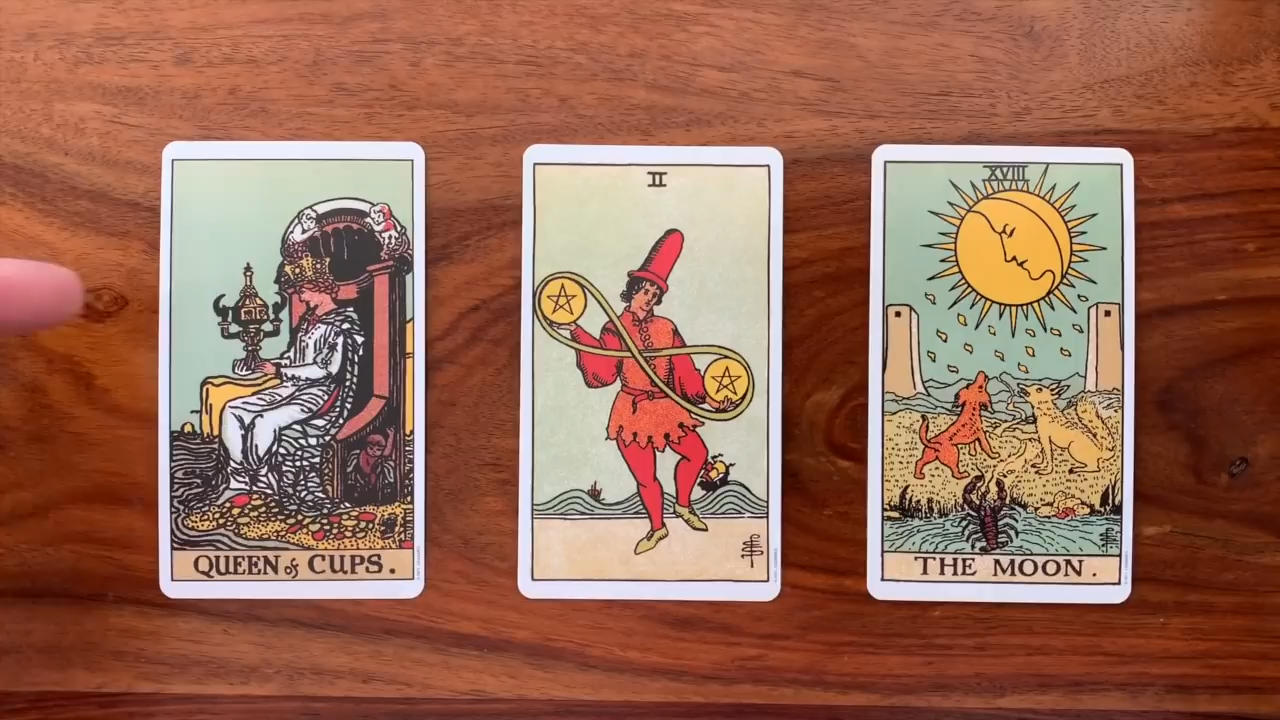 QUEEN of CUPS.
II
XVIII
THE MOON.